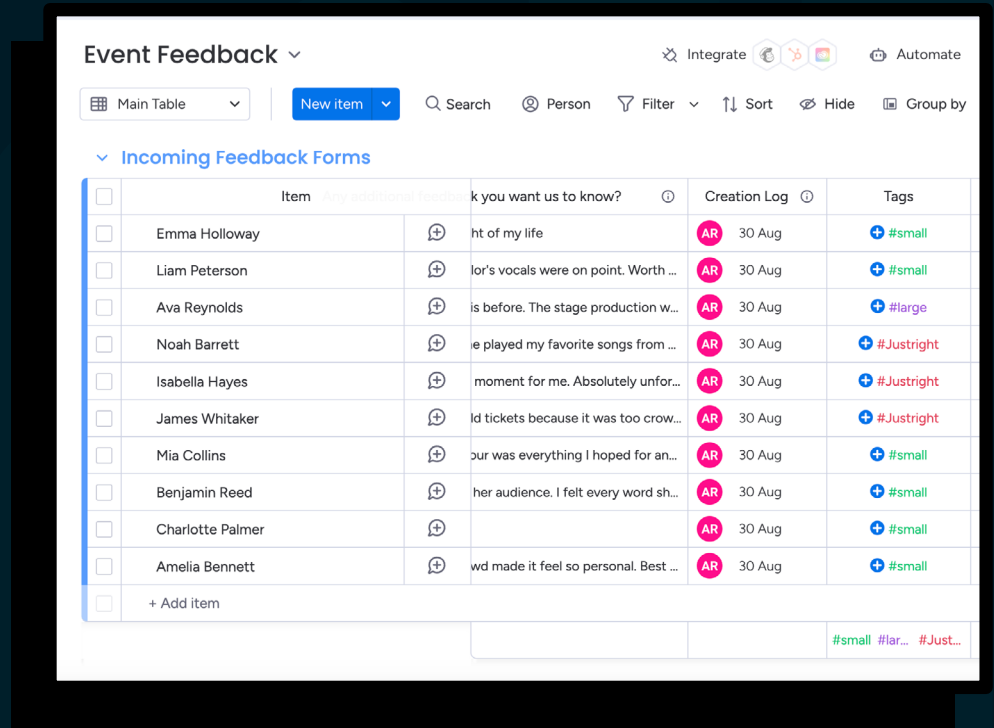 Event Feedback
Integrate
Automate
Main Table
New item
Search
Person
Filter
Sort
Hide
Group by
Incoming Feedback Forms
Item Any additional feedback you want us to know? Creation Log Tags
Emma Holloway ht of my life AR 30 Aug #small
Liam Peterson lor's vocals were on point. Worth ... AR 30 Aug #small
Ava Reynolds is before. The stage production w... AR 30 Aug #large
Noah Barrett e played my favorite songs from ... AR 30 Aug #Justright
Isabella Hayes moment for me. Absolutely unfor... AR 30 Aug #Justright
James Whitaker ld tickets because it was too crow... AR 30 Aug #Justright
Mia Collins our was everything I hoped for an... AR 30 Aug #small
Benjamin Reed her audience. I felt every word sh... AR 30 Aug #small
Charlotte Palmer AR 30 Aug #small
Amelia Bennett wd made it feel so personal. Best ... AR 30 Aug #small
+ Add item
#small #lar... #Just...